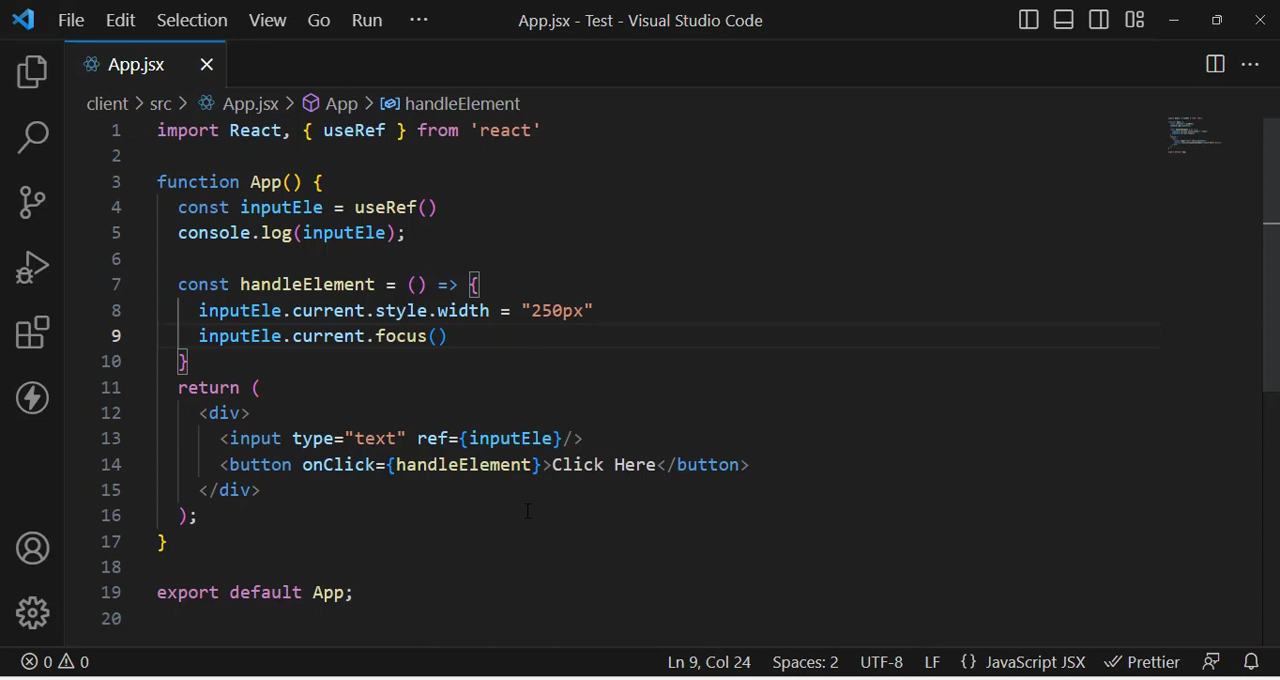 File Edit Selection View Go Run ··· App.jsx - Test - Visual Studio Code
App.jsx
client > src > App.jsx > App > handleElement
1 import React, { useRef } from 'react'
2
3 function App() {
4 const inputEle = useRef()
5 console.log(inputEle);
6
7 const handleElement = () => {
8 inputEle.current.style.width = "250px"
9 inputEle.current.focus()
10 }
11 return (
12 <div>
13 <input type="text" ref={inputEle}/>
14 <button onClick={handleElement}>Click Here</button>
15 </div>
16 );
17 }
18
19 export default App;
20
0 0 Ln 9, Col 24 Spaces: 2 UTF-8 LF {} JavaScript JSX Prettier